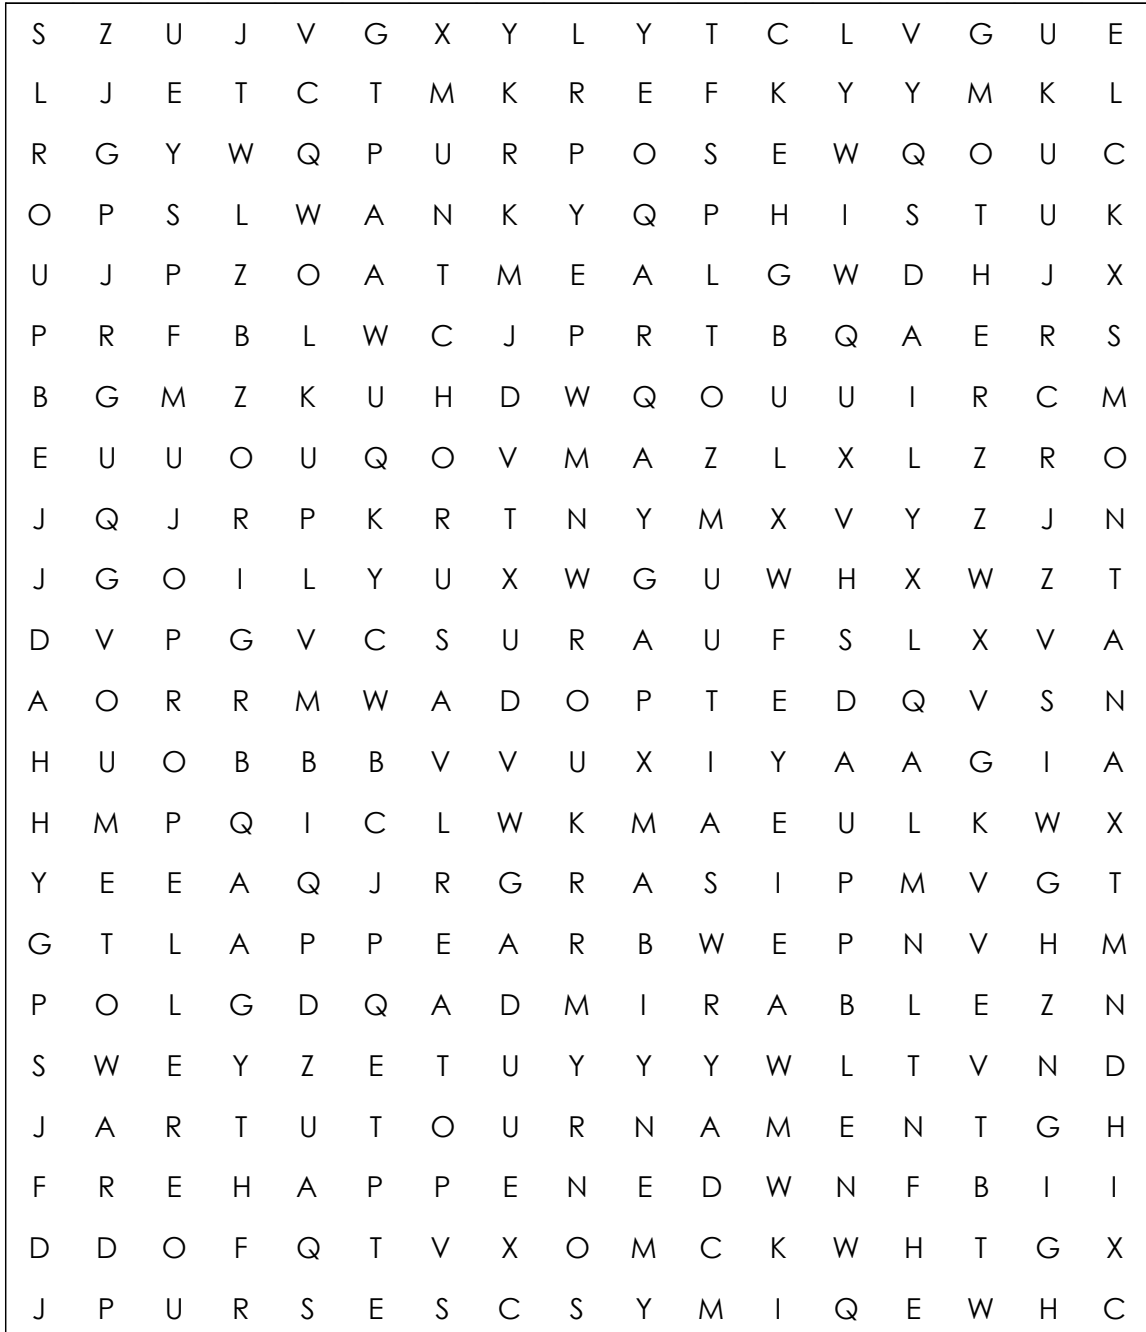 S Z U J V G X Y L Y T C L V G U E
L J E T C T M K R E F K Y Y M K L
R G Y W Q P U R P O S E W Q O U C
O P S L W A N K Y Q P H I S T U K
U J P Z O A T M E A L G W D H J X
P R F B L W C J P R T B Q A E R S
B G M Z K U H D W Q O U U I R C M
E U U O U Q O V M A Z L X L Z R O
J Q J R P K R T N Y M X V Y Z J N
J G O I L Y U X W G U W H X W Z T
D V P G V C S U R A U F S L X V A
A O R R M W A D O P T E D Q V S N
H U O B B B V V U X I Y A A G I A
H M P Q I C L W K M A E U L K W X
Y E E A Q J R G R A S I P M V G T
G T L A P P E A R B W E P N V H M
P O L G D Q A D M I R A B L E Z N
S W E Y Z E T U Y Y Y W L T V N D
J A R T U T O U R N A M E N T G H
F R E H A P P E N E D W N F B I I
D D O F Q T V X O M C K W H T G X
J P U R S E S C S Y M I Q E W H C